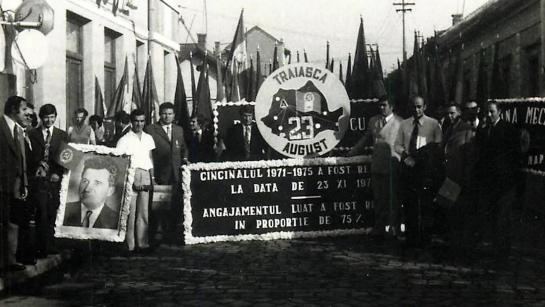 TRAIASCA
23
AUGUST
CU
CINCINALUL 1971-1975 A FOST
LA DATA DE 23 XI
ANGAJAMENTUL LUAT A FOST
IN PROPORTIE DE 75%